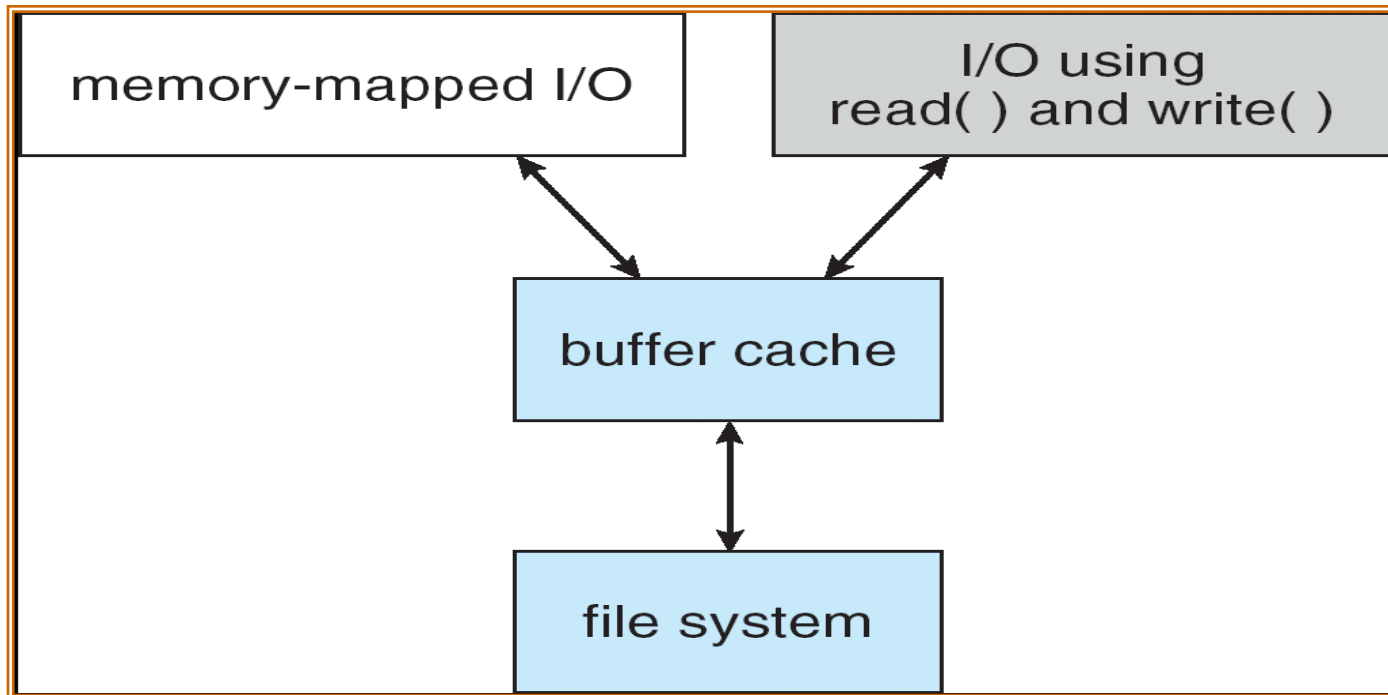 memory-mapped I/O
I/O using
read( ) and write( )
buffer cache
file system